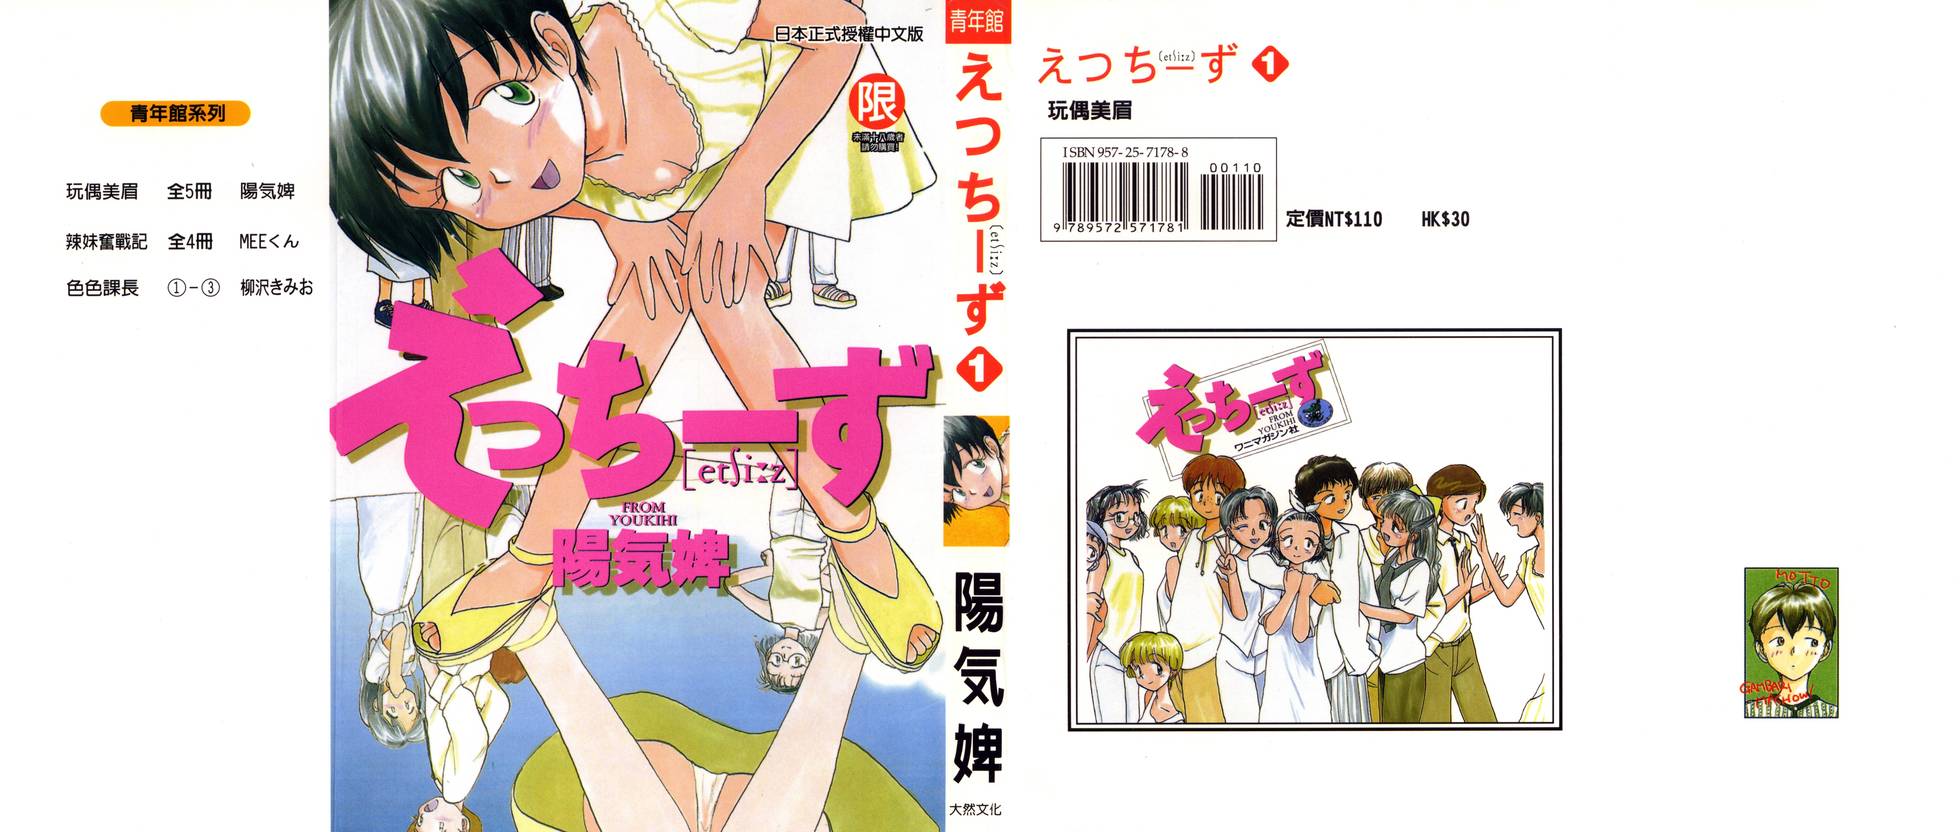 青年館系列
玩偶美眉 全5冊 陽気婢
辣妹奮戰記 全4冊 MEEくん
色色課長 ①-③ 柳沢きみお
日本正式授權中文版
限
未滿十八歲者
請勿購買!
えっちーず
[etʃi:z]
FROM
YOUKIHI
陽気婢
青年館
えつちーず
[etʃi:z]
1
陽気婢
大然文化
えつちーず 1
[etʃi:z]
玩偶美眉
ISBN 957-25-7178-8
00110
9 789572 571781
定價NT$110 HK$30
えっちーず
[etʃi:z]
FROM
YOUKIHI
ワニマガジン社
MOTTO
GAMBARI
MASHOW!